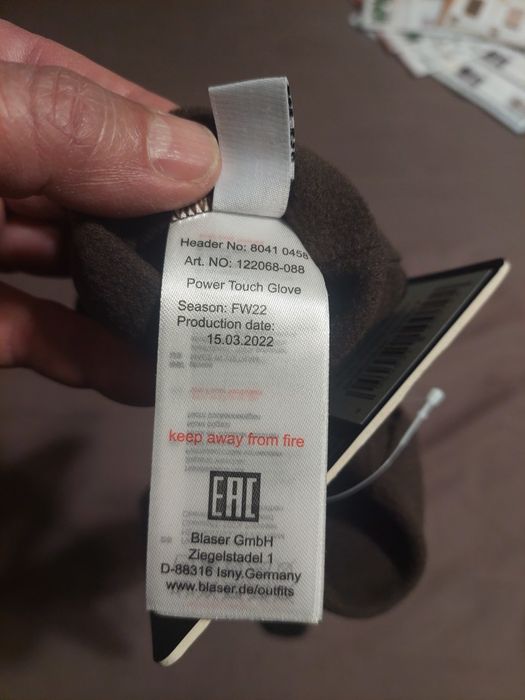 Header No: 8041 0458
Art. NO: 122068-088
Power Touch Glove
Season: FW22
Production date:
15.03.2022
keep away from fire
EAC
Blaser GmbH
Ziegelstadel 1
D-88316 Isny.Germany
www.blaser.de/outfits